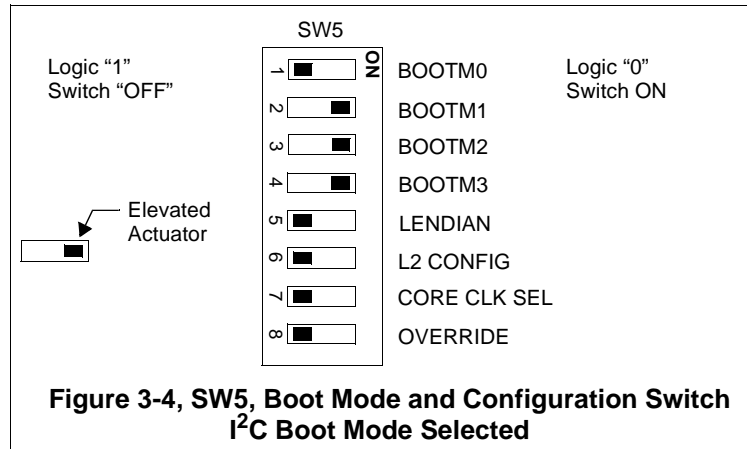 SW5
Logic “1”
Switch “OFF”
ON
Logic “0”
Switch ON
1 BOOTM0
2 BOOTM1
3 BOOTM2
4 BOOTM3
5 LENDIAN
6 L2 CONFIG
7 CORE CLK SEL
8 OVERRIDE
Elevated
Actuator
Figure 3-4, SW5, Boot Mode and Configuration Switch
I²C Boot Mode Selected